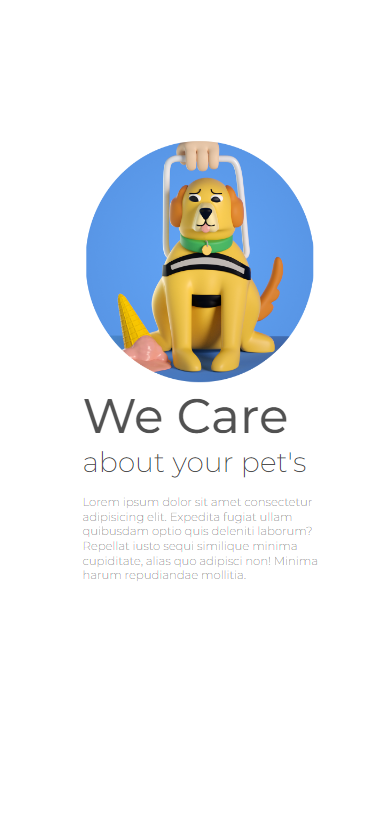 We Care
about your pet's
Lorem ipsum dolor sit amet consectetur
adipisicing elit. Expedita fugiat ullam
quibusdam optio quis deleniti laborum?
Repellat iusto sequi similique minima
cupiditate, alias quo adipisci non! Minima
harum repudiandae mollitia.